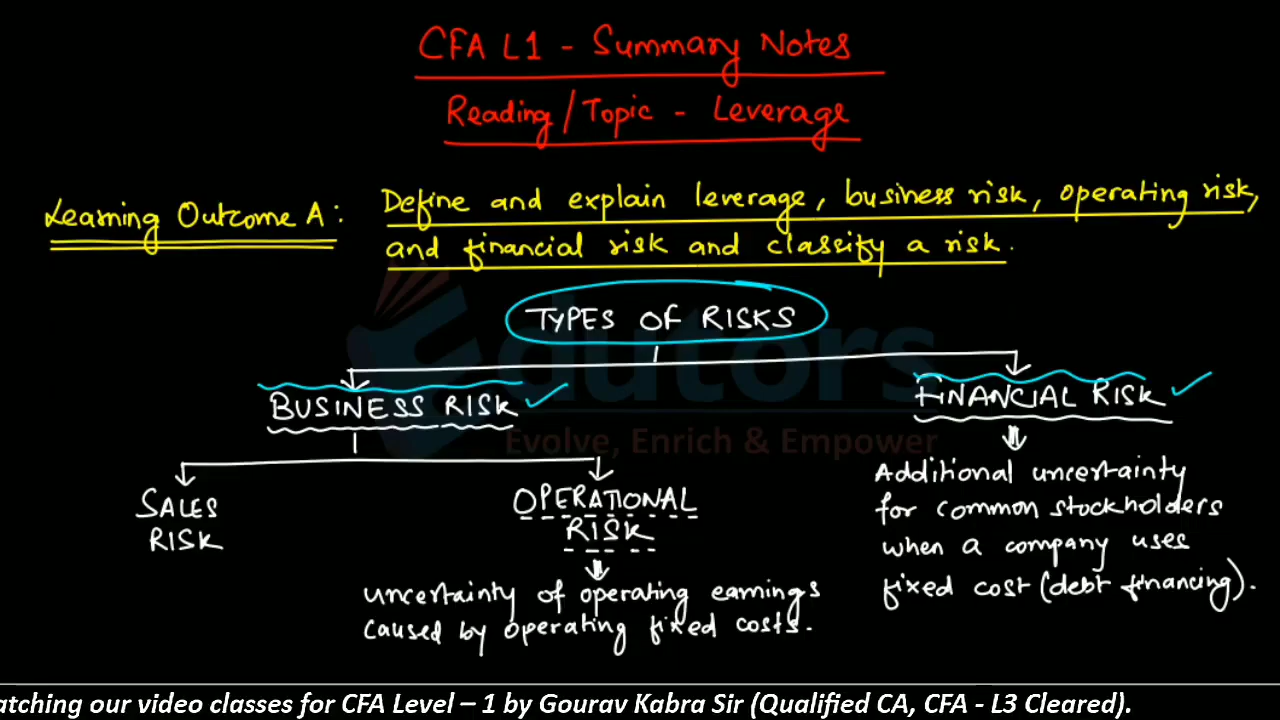 CFA L1 - Summary Notes
Reading/Topic - Leverage
Learning Outcome A: Define and explain leverage, business risk, operating risk,
and financial risk and classify a risk.
TYPES OF RISKS
BUSINESS RISK
FINANCIAL RISK
Edutors
Evolve, Enrich & Empower
SALES
RISK
OPERATIONAL
RISK
uncertainty of operating earnings
caused by operating fixed costs.
Additional uncertainty
for common stockholders
when a company uses
fixed cost (debt financing).
atching our video classes for CFA Level – 1 by Gourav Kabra Sir (Qualified CA, CFA - L3 Cleared).